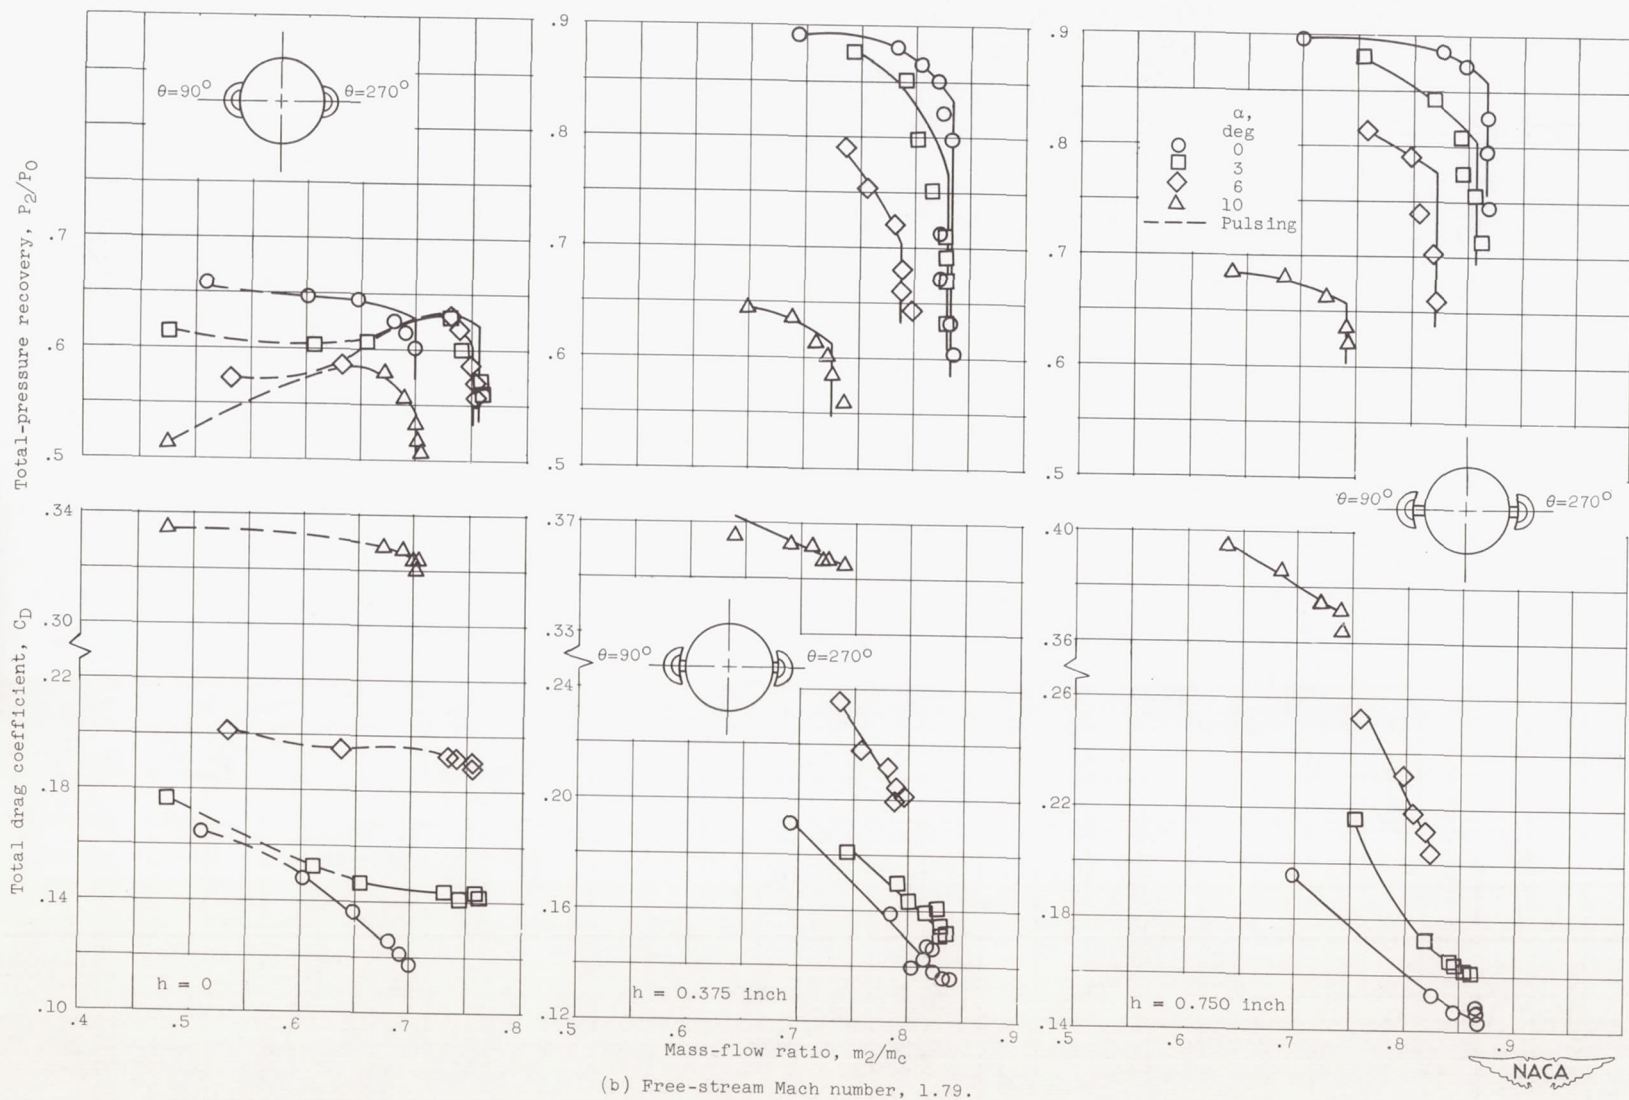 θ=90°
θ=270°
Total-pressure recovery, P2/P0
.7
.6
.5
.9
.8
.7
.6
.5
.9
.8
.7
.6
.5
α,
deg
0
3
6
10
Pulsing
θ=90°
θ=270°
Total drag coefficient, CD
.34
.30
.22
.18
.14
.10
h = 0
.4
.5
.6
.7
.8
.37
.33
.24
.20
.16
.12
θ=90°
θ=270°
h = 0.375 inch
.5
.6
.7
.8
.9
Mass-flow ratio, m2/mc
.40
.36
.26
.22
.18
.14
h = 0.750 inch
.5
.6
.7
.8
.9
(b) Free-stream Mach number, 1.79.
NACA